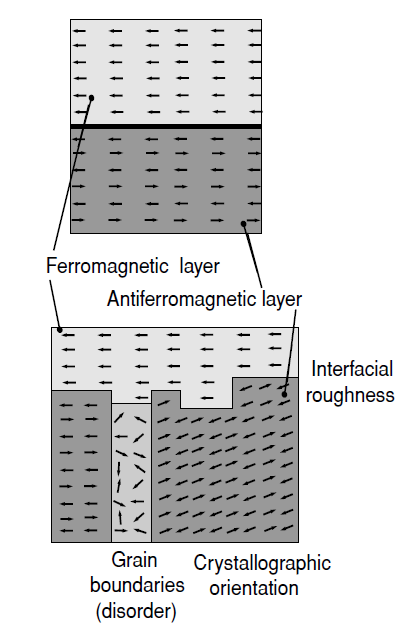 Ferromagnetic layer
Antiferromagnetic layer
Interfacial
roughness
Grain
boundaries
(disorder)
Crystallographic
orientation